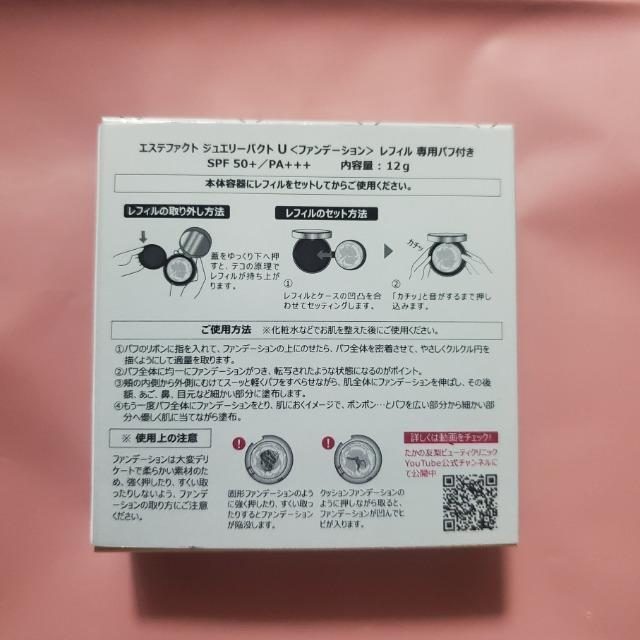 エステファクト ジュエリーパクト U <ファンデーション> レフィル 専用パフ付き
SPF 50+/PA+++ 内容量：12g
本体容器にレフィルをセットしてからご使用ください。
レフィルの取り外し方法
蓋をゆっくり下へ押
すと、テコの原理で
レフィルが持ち上が
ります。
レフィルのセット方法
カチッ
①
レフィルとケースの凹凸を合
わせてセッティングします。
②
「カチッ」と音がするまで押し
込みます。
ご使用方法 ※化粧水などでお肌を整えた後にご使用ください。
①パフのリボンに指を入れて、ファンデーションの上にのせたら、パフ全体を密着させて、やさしくクルクル円を
描くようにして適量を取ります。
②パフ全体に均一にファンデーションがつき、転写されたような状態になるのがポイント。
③頬の内側から外側にむけてスーッと軽くパフをすべらせながら、肌全体にファンデーションを伸ばし、その後
額、あご、鼻、目元など細かい部分に塗布します。
④もう一度パフ全体にファンデーションをとり、肌におくイメージで、ポンポン…とパフを広い部分から細かい部
分へ優しく肌に当てながら塗布。
※ 使用上の注意
ファンデーションは大変デリ
ケートで柔らかい素材のた
め、強く押したり、すくい取
ったりしないよう、ファンデ
ーションの取り方にご注意
ください。
!
固形ファンデーションのよう
に強く押したり、すくい取っ
たりするとファンデーション
が陥没します。
!
クッションファンデーションの
ように押しながら取ると、
ファンデーションが凹んでヒ
ビが入ります。
詳しくは動画をチェック!
たかの友梨ビューティクリニック
YouTube公式チャンネルに
て公開中